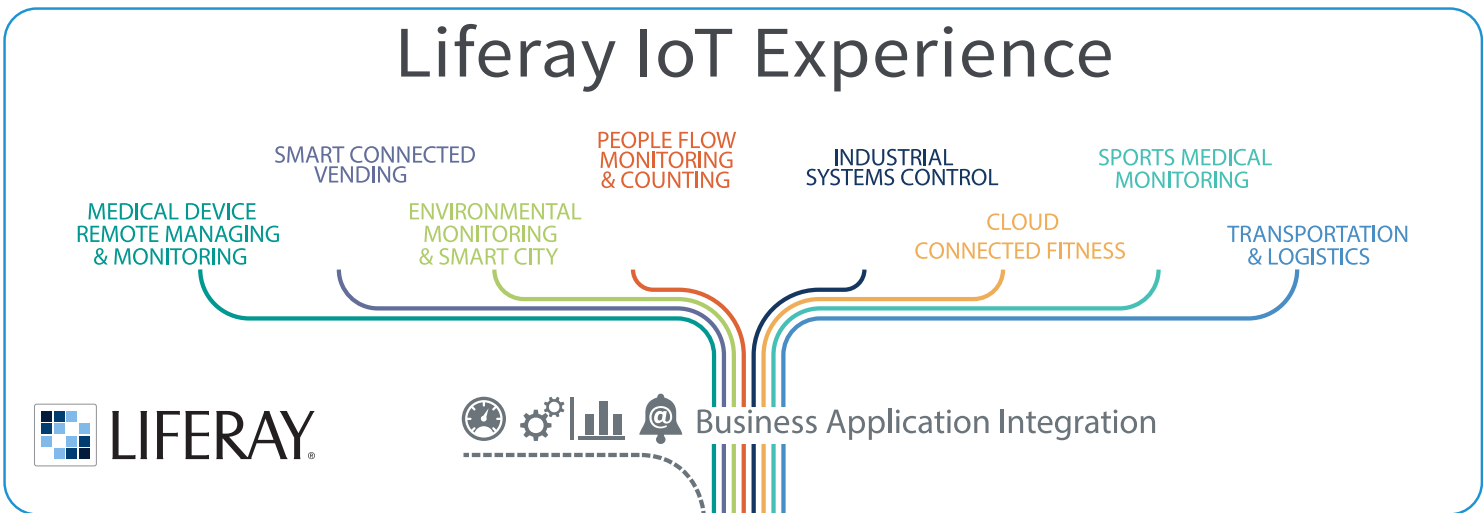 Liferay IoT Experience
MEDICAL DEVICE
REMOTE MANAGING
& MONITORING
SMART CONNECTED
VENDING
ENVIRONMENTAL
MONITORING
& SMART CITY
PEOPLE FLOW
MONITORING
& COUNTING
INDUSTRIAL
SYSTEMS CONTROL
CLOUD
CONNECTED FITNESS
SPORTS MEDICAL
MONITORING
TRANSPORTATION
& LOGISTICS
LIFERAY®
@
Business Application Integration